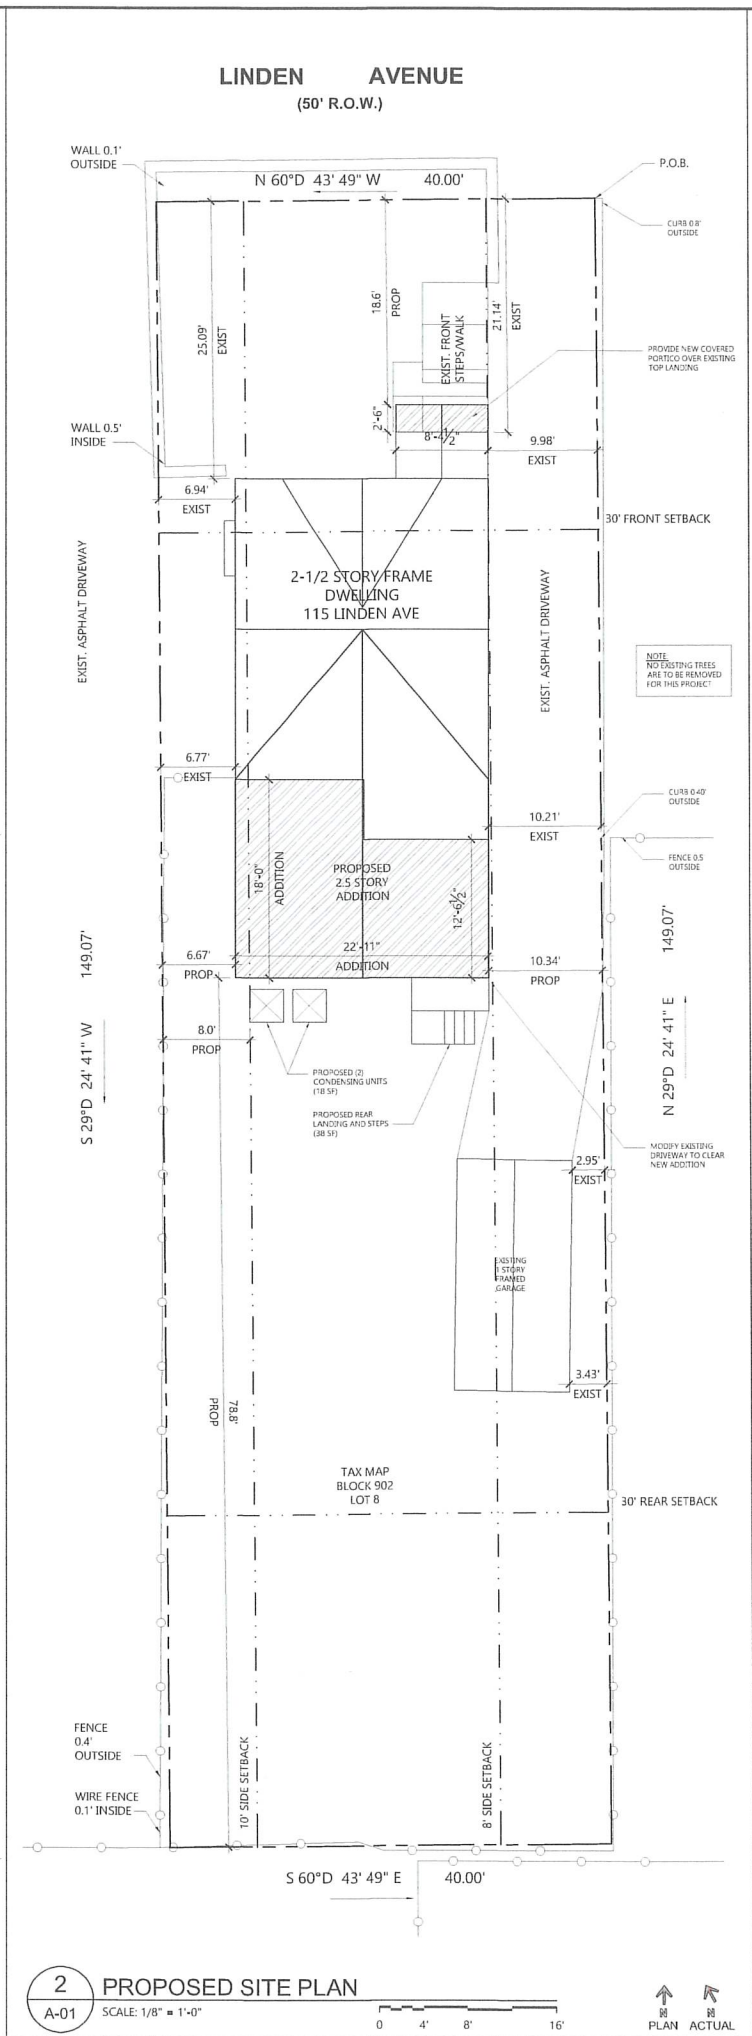 LINDEN AVENUE
(50' R.O.W.)
WALL 0.1'
OUTSIDE
N 60°D 43' 49" W 40.00'
P.O.B.
CURB 0.8'
OUTSIDE
25.09'
EXIST
18.6'
PROP
EXIST. FRONT
STEPS/WALK
21.14'
EXIST
PROVIDE NEW COVERED
PORTICO OVER EXISTING
TOP LANDING
2'-6"
8'-4½"
9.98'
EXIST
WALL 0.5'
INSIDE
6.94'
EXIST
30' FRONT SETBACK
EXIST. ASPHALT DRIVEWAY
2-1/2 STORY FRAME
DWELLING
115 LINDEN AVE
EXIST. ASPHALT DRIVEWAY
NOTE:
NO EXISTING TREES
ARE TO BE REMOVED
FOR THIS PROJECT
6.77'
EXIST
CURB 0.40'
OUTSIDE
10.21'
EXIST
FENCE 0.5
OUTSIDE
18'-0"
ADDITION
PROPOSED
2.5 STORY
ADDITION
12'-6½"
22'-11"
ADDITION
6.67'
PROP
10.34'
PROP
S 29°D 24' 41" W 149.07'
N 29°D 24' 41" E 149.07'
8.0'
PROP
PROPOSED (2)
CONDENSING UNITS
(18 SF)
PROPOSED REAR
LANDING AND STEPS
(38 SF)
MODIFY EXISTING
DRIVEWAY TO CLEAR
NEW ADDITION
2.95'
EXIST
EXISTING
1 STORY
FRAMED
GARAGE
3.43'
EXIST
78.8'
PROP
TAX MAP
BLOCK 902
LOT 8
30' REAR SETBACK
FENCE
0.4'
OUTSIDE
WIRE FENCE
0.1' INSIDE
10' SIDE SETBACK
8' SIDE SETBACK
S 60°D 43' 49" E 40.00'
2
A-01
PROPOSED SITE PLAN
SCALE: 1/8" = 1'-0"
0 4' 8' 16'
N N
PLAN ACTUAL